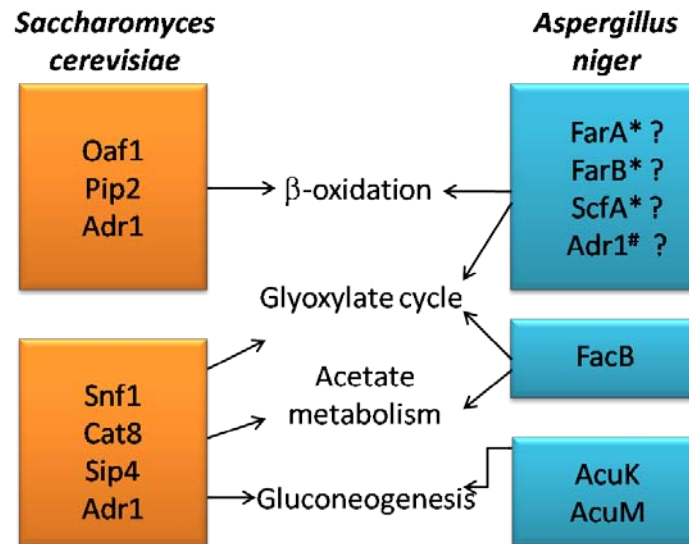 Saccharomyces
cerevisiae
Oaf1
Pip2
Adr1
Snf1
Cat8
Sip4
Adr1
β-oxidation
Glyoxylate cycle
Acetate
metabolism
Gluconeogenesis
Aspergillus
niger
FarA* ?
FarB* ?
ScfA* ?
Adr1# ?
FacB
AcuK
AcuM